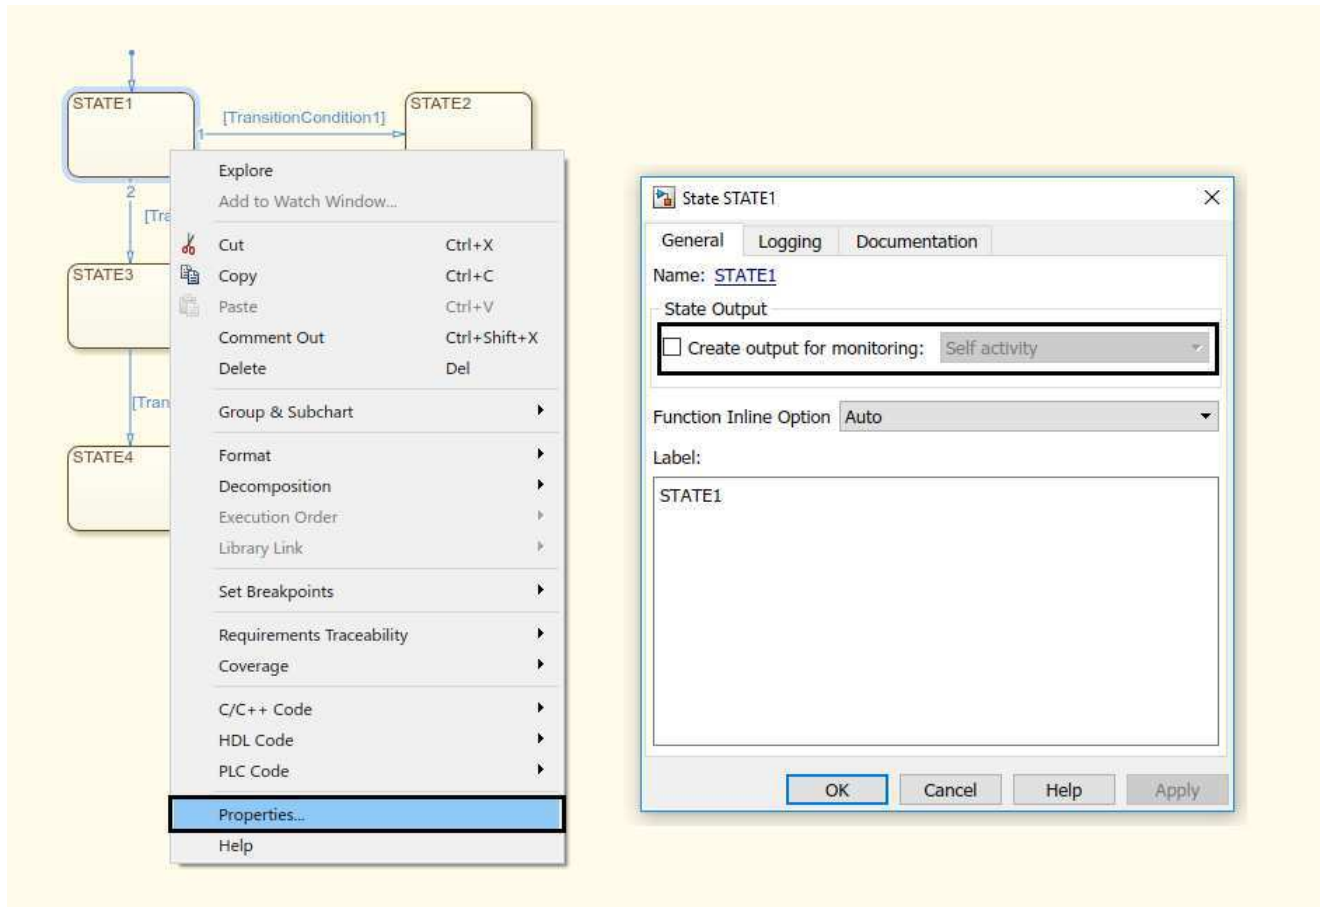 STATE1
[TransitionCondition1]
STATE2
1
2
[Tra
STATE3
[Tran
STATE4
Explore
Add to Watch Window...
Cut Ctrl+X
Copy Ctrl+C
Paste Ctrl+V
Comment Out Ctrl+Shift+X
Delete Del
Group & Subchart
Format
Decomposition
Execution Order
Library Link
Set Breakpoints
Requirements Traceability
Coverage
C/C++ Code
HDL Code
PLC Code
Properties...
Help
State STATE1
General Logging Documentation
Name: STATE1
State Output
Create output for monitoring: Self activity
Function Inline Option Auto
Label:
STATE1
OK Cancel Help Apply